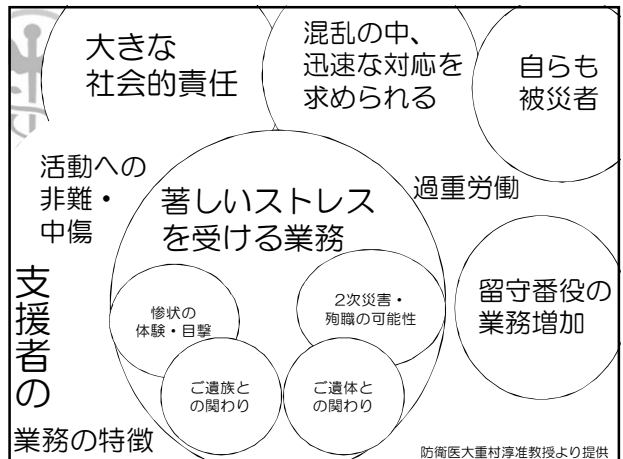 大きな
社会的責任
混乱の中、
迅速な対応を
求められる
自らも
被災者
活動への
非難・
中傷
著しいストレス
を受ける業務
過重労働
惨状の
体験・目撃
2次災害・
殉職の可能性
留守番役の
業務増加
ご遺族と
の関わり
ご遺体と
の関わり
支援者の
業務の特徴
防衛医大重村淳准教授より提供